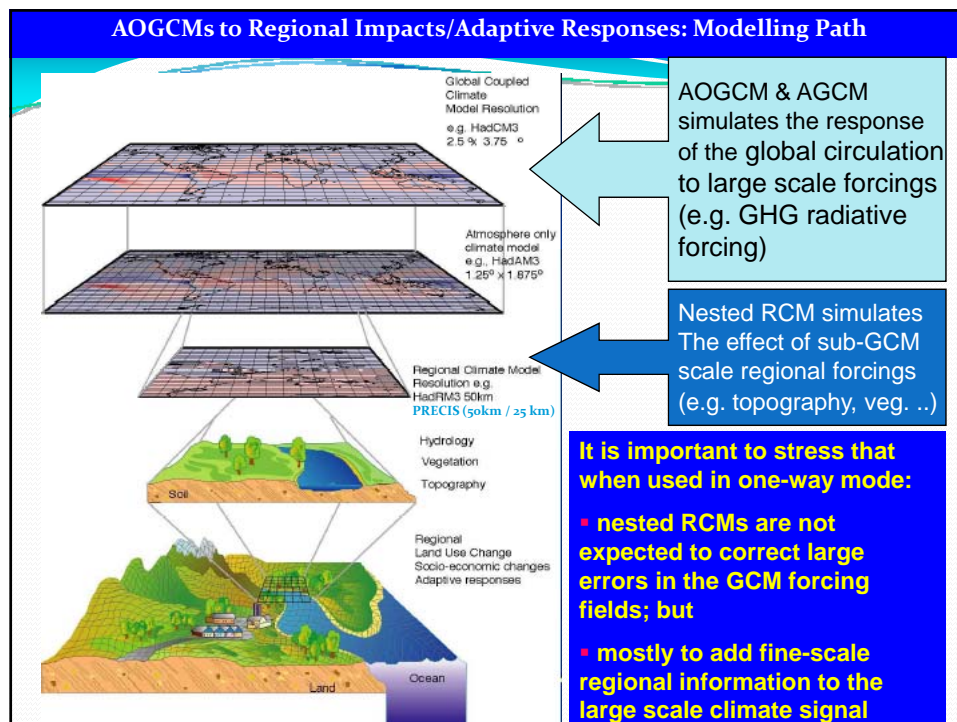 AOGCMs to Regional Impacts/Adaptive Responses: Modelling Path
Global Coupled
Climate
Model Resolution
e.g. HadCM3
2.5 º x 3.75 º
Atmosphere only
climate model
e.g., HadAM3
1.25º x 1.875º
Regional Climate Model
Resolution e.g.
HadRM3 50km
PRECIS (50km / 25 km)
Hydrology
Vegetation
Topography
Soil
Regional
Land Use Change
Socio-economic changes
Adaptive responses
Ocean
Land
AOGCM & AGCM
simulates the response
of the global circulation
to large scale forcings
(e.g. GHG radiative
forcing)
Nested RCM simulates
The effect of sub-GCM
scale regional forcings
(e.g. topography, veg. ..)
It is important to stress that
when used in one-way mode:
▪ nested RCMs are not
expected to correct large
errors in the GCM forcing
fields; but
▪ mostly to add fine-scale
regional information to the
large scale climate signal